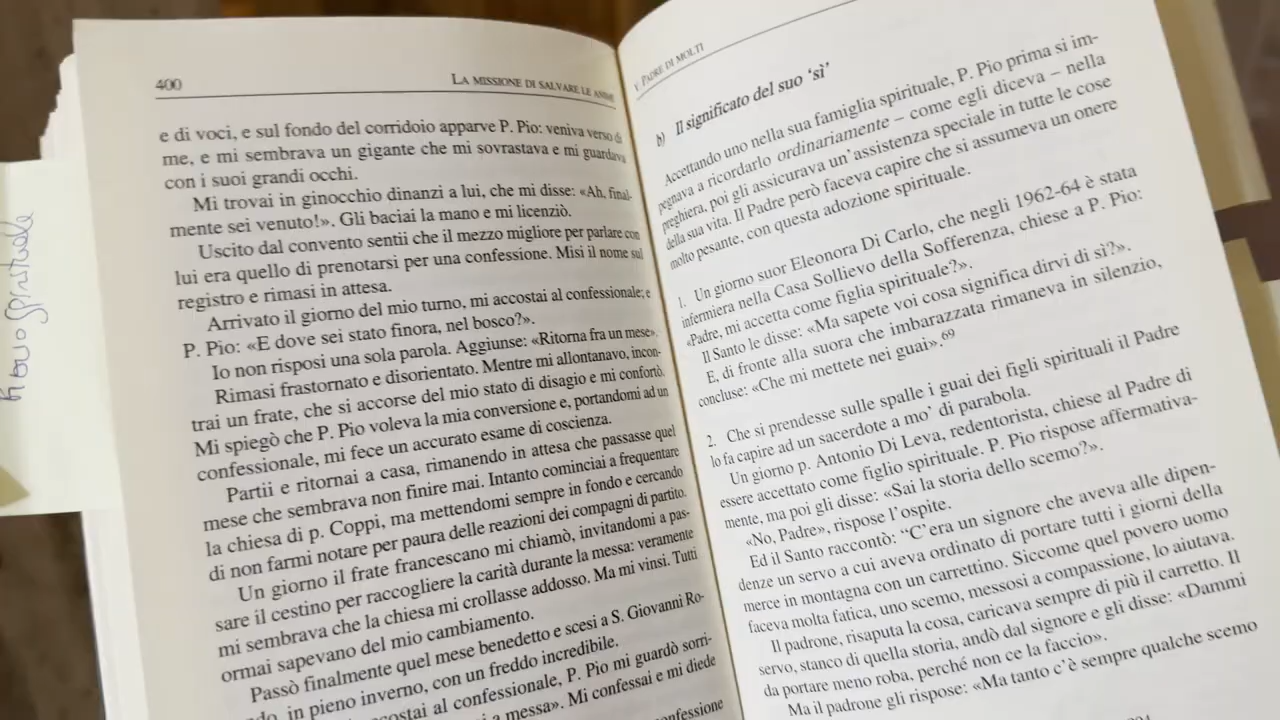 400
LA MISSIONE DI SALVARE LE ANIME
e di voci, e sul fondo del corridoio apparve P. Pio: veniva verso di
me, e mi sembrava un gigante che mi sovrastava e mi guardava
con i suoi grandi occhi.
Mi trovai in ginocchio dinanzi a lui, che mi disse: «Ah, final-
mente sei venuto!». Gli baciai la mano e mi licenziò.
Uscito dal convento sentii che il mezzo migliore per parlare con
lui era quello di prenotarsi per una confessione. Misi il nome sul
registro e rimasi in attesa.
Arrivato il giorno del mio turno, mi accostai al confessionale; e
P. Pio: «E dove sei stato finora, nel bosco?».
Io non risposi una sola parola. Aggiunse: «Ritorna fra un mese».
Rimasi frastornato e disorientato. Mentre mi allontanavo, incon-
trai un frate, che si accorse del mio stato di disagio e mi confortò.
Mi spiegò che P. Pio voleva la mia conversione e, portandomi ad un
confessionale, mi fece un accurato esame di coscienza.
Partii e ritornai a casa, rimanendo in attesa che passasse quel
mese che sembrava non finire mai. Intanto cominciai a frequentare
la chiesa di p. Coppi, ma mettendomi sempre in fondo e cercando
di non farmi notare per paura delle reazioni dei compagni di partito.
Un giorno il frate francescano mi chiamò, invitandomi a pas-
sare il cestino per raccogliere la carità durante la messa: veramente
mi sembrava che la chiesa mi crollasse addosso. Ma mi vinsi. Tutti
ormai sapevano del mio cambiamento.
Passò finalmente quel mese benedetto e scesi a S. Giovanni Ro-
do, in pieno inverno, con un freddo incredibile.
costai al confessionale, P. Pio mi guardò sorri-
a messa». Mi confessai e mi diede
confessione
V. PADRE DI MOLTI
b) Il significato del suo ‘sì’
Accettando uno nella sua famiglia spirituale, P. Pio prima si im-
pegnava a ricordarlo ordinariamente – come egli diceva – nella
preghiera, poi gli assicurava un’assistenza speciale in tutte le cose
della sua vita. Il Padre però faceva capire che si assumeva un onere
molto pesante, con questa adozione spirituale.
1. Un giorno suor Eleonora Di Carlo, che negli 1962-64 è stata
infermiera nella Casa Sollievo della Sofferenza, chiese a P. Pio:
«Padre, mi accetta come figlia spirituale?».
Il Santo le disse: «Ma sapete voi cosa significa dirvi di sì?».
E, di fronte alla suora che imbarazzata rimaneva in silenzio,
concluse: «Che mi mettete nei guai».69
2. Che si prendesse sulle spalle i guai dei figli spirituali il Padre
lo fa capire ad un sacerdote a mo’ di parabola.
Un giorno p. Antonio Di Leva, redentorista, chiese al Padre di
essere accettato come figlio spirituale. P. Pio rispose affermativa-
mente, ma poi gli disse: «Sai la storia dello scemo?».
«No, Padre», rispose l’ospite.
Ed il Santo raccontò: “C’era un signore che aveva alle dipen-
denze un servo a cui aveva ordinato di portare tutti i giorni della
merce in montagna con un carrettino. Siccome quel povero uomo
faceva molta fatica, uno scemo, messosi a compassione, lo aiutava.
Il padrone, risaputa la cosa, caricava sempre di più il carretto. Il
servo, stanco di quella storia, andò dal signore e gli disse: «Dammi
da portare meno roba, perché non ce la faccio».
Ma il padrone gli rispose: «Ma tanto c’è sempre qualche scemo